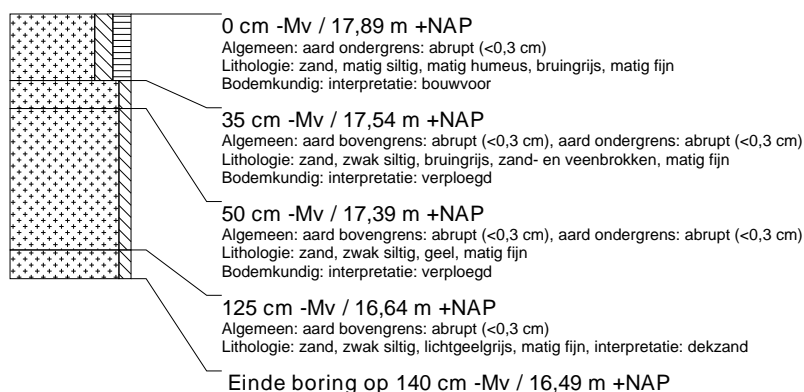 0 cm -Mv / 17,89 m +NAP
Algemeen: aard ondergrens: abrupt (<0,3 cm)
Lithologie: zand, matig siltig, matig humeus, bruingrijs, matig fijn
Bodemkundig: interpretatie: bouwvoor
35 cm -Mv / 17,54 m +NAP
Algemeen: aard bovengrens: abrupt (<0,3 cm), aard ondergrens: abrupt (<0,3 cm)
Lithologie: zand, zwak siltig, bruingrijs, zand- en veenbrokken, matig fijn
Bodemkundig: interpretatie: verploegd
50 cm -Mv / 17,39 m +NAP
Algemeen: aard bovengrens: abrupt (<0,3 cm), aard ondergrens: abrupt (<0,3 cm)
Lithologie: zand, zwak siltig, geel, matig fijn
Bodemkundig: interpretatie: verploegd
125 cm -Mv / 16,64 m +NAP
Algemeen: aard bovengrens: abrupt (<0,3 cm)
Lithologie: zand, zwak siltig, lichtgeelgrijs, matig fijn, interpretatie: dekzand
Einde boring op 140 cm -Mv / 16,49 m +NAP